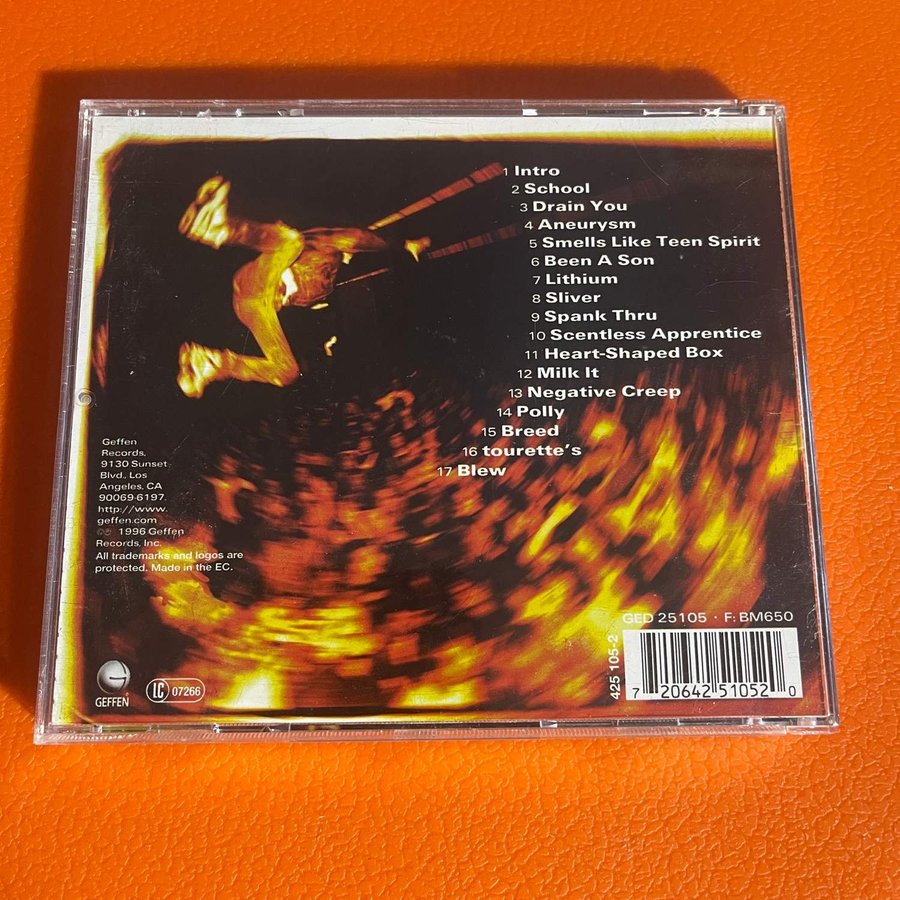 1 Intro
2 School
3 Drain You
4 Aneurysm
5 Smells Like Teen Spirit
6 Been A Son
7 Lithium
8 Sliver
9 Spank Thru
10 Scentless Apprentice
11 Heart-Shaped Box
12 Milk It
13 Negative Creep
14 Polly
15 Breed
16 tourette's
17 Blew
Geffen
Records,
9130 Sunset
Blvd., Los
Angeles, CA
90069-6197.
http://www.
geffen.com
©℗ 1996 Geffen
Records, Inc.
All trademarks and logos are
protected. Made in the EC.
G
GEFFEN
LC 07266
GED 25105 · F: BM650
425 105-2
7 20642 51052 0